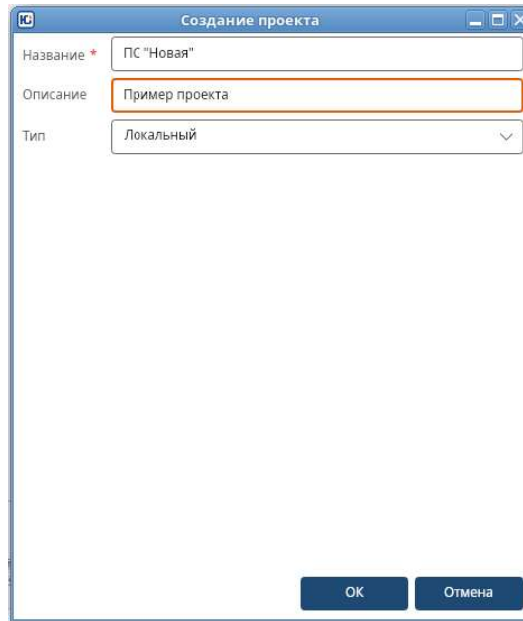 Создание проекта
Название * ПС "Новая"
Описание Пример проекта
Тип Локальный
ОК Отмена